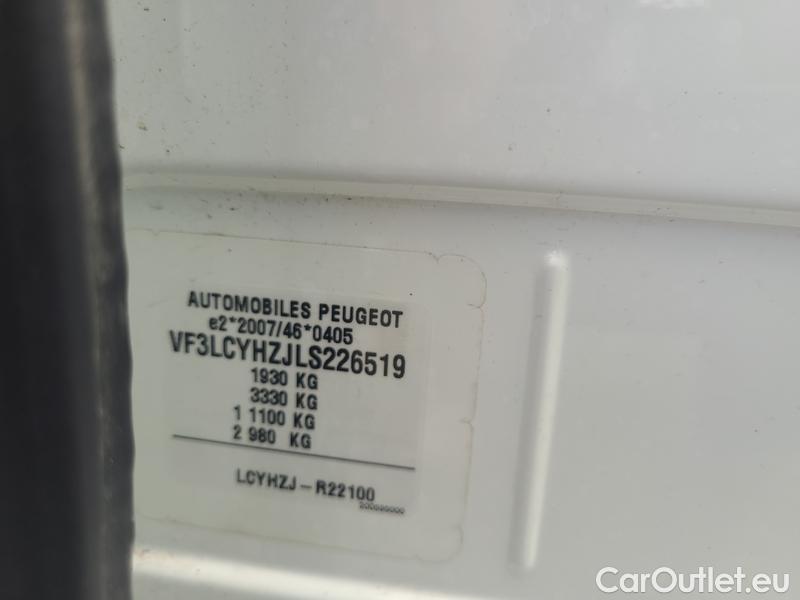 AUTOMOBILES PEUGEOT
e2*2007/46*0405
VF3LCYHZJLS226519
1930 KG
3330 KG
1 1100 KG
2 980 KG
LCYHZJ-R22100
CarOutlet.eu